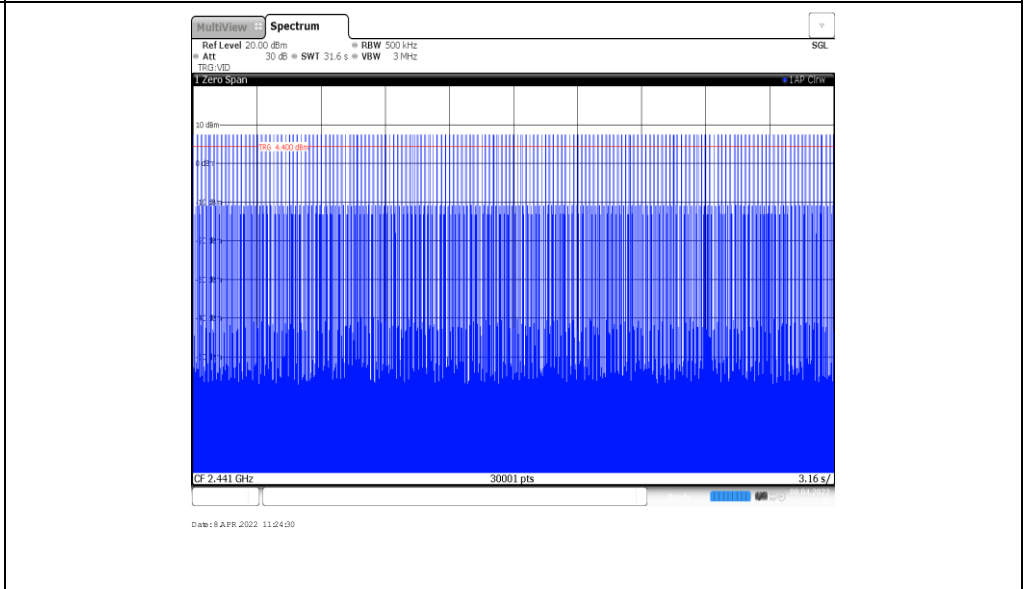 MultiView Spectrum
Ref Level 20.00 dBm RBW 500 kHz SGL
Att 30 dB SWT 31.6 s VBW 3 MHz
TRG:VID
1 Zero Span 1AP Clrw
10 dBm
TRG 4.400 dBm
0 dBm
CF 2.441 GHz 30001 pts 3.16 s/
Date: 8.APR.2022 11:24:30